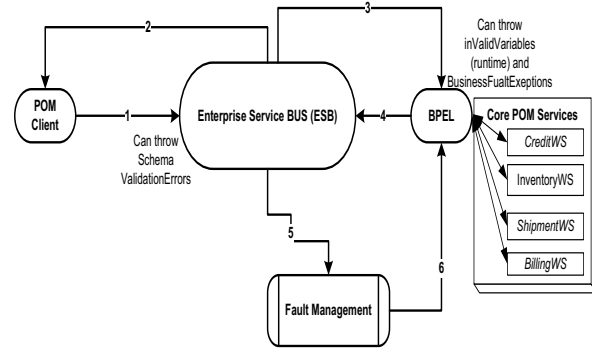 2
3
Can throw
inValidVariables
(runtime) and
BusinessFualtExeptions
POM
Client
1
Enterprise Service BUS (ESB)
4
BPEL
Core POM Services
CreditWS
InventoryWS
ShipmentWS
BillingWS
Can throw
Schema
ValidationErrors
5
6
Fault Management